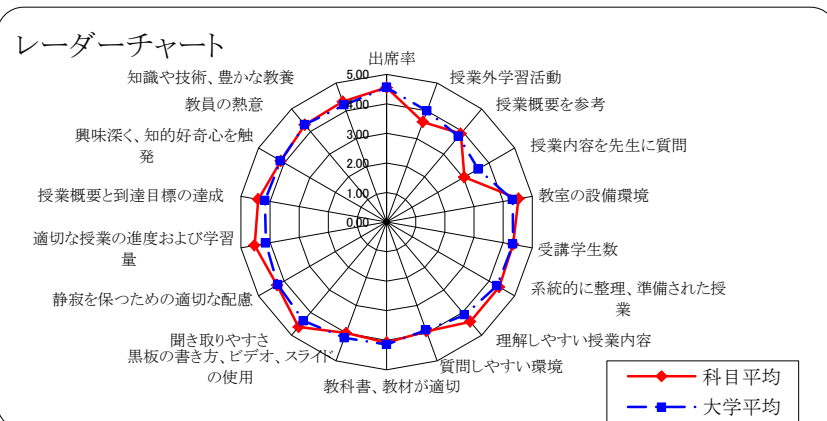 レーダーチャート
出席率
授業外学習活動
授業概要を参考
授業内容を先生に質問
教室の設備環境
受講学生数
系統的に整理、準備された授
業
理解しやすい授業内容
質問しやすい環境
教科書、教材が適切
黒板の書き方、ビデオ、スライド
の使用
聞き取りやすさ
静寂を保つための適切な配慮
適切な授業の進度および学習
量
授業概要と到達目標の達成
興味深く、知的好奇心を触
発
教員の熱意
知識や技術、豊かな教養
5.00
4.00
3.00
2.00
1.00
0.00
科目平均
大学平均